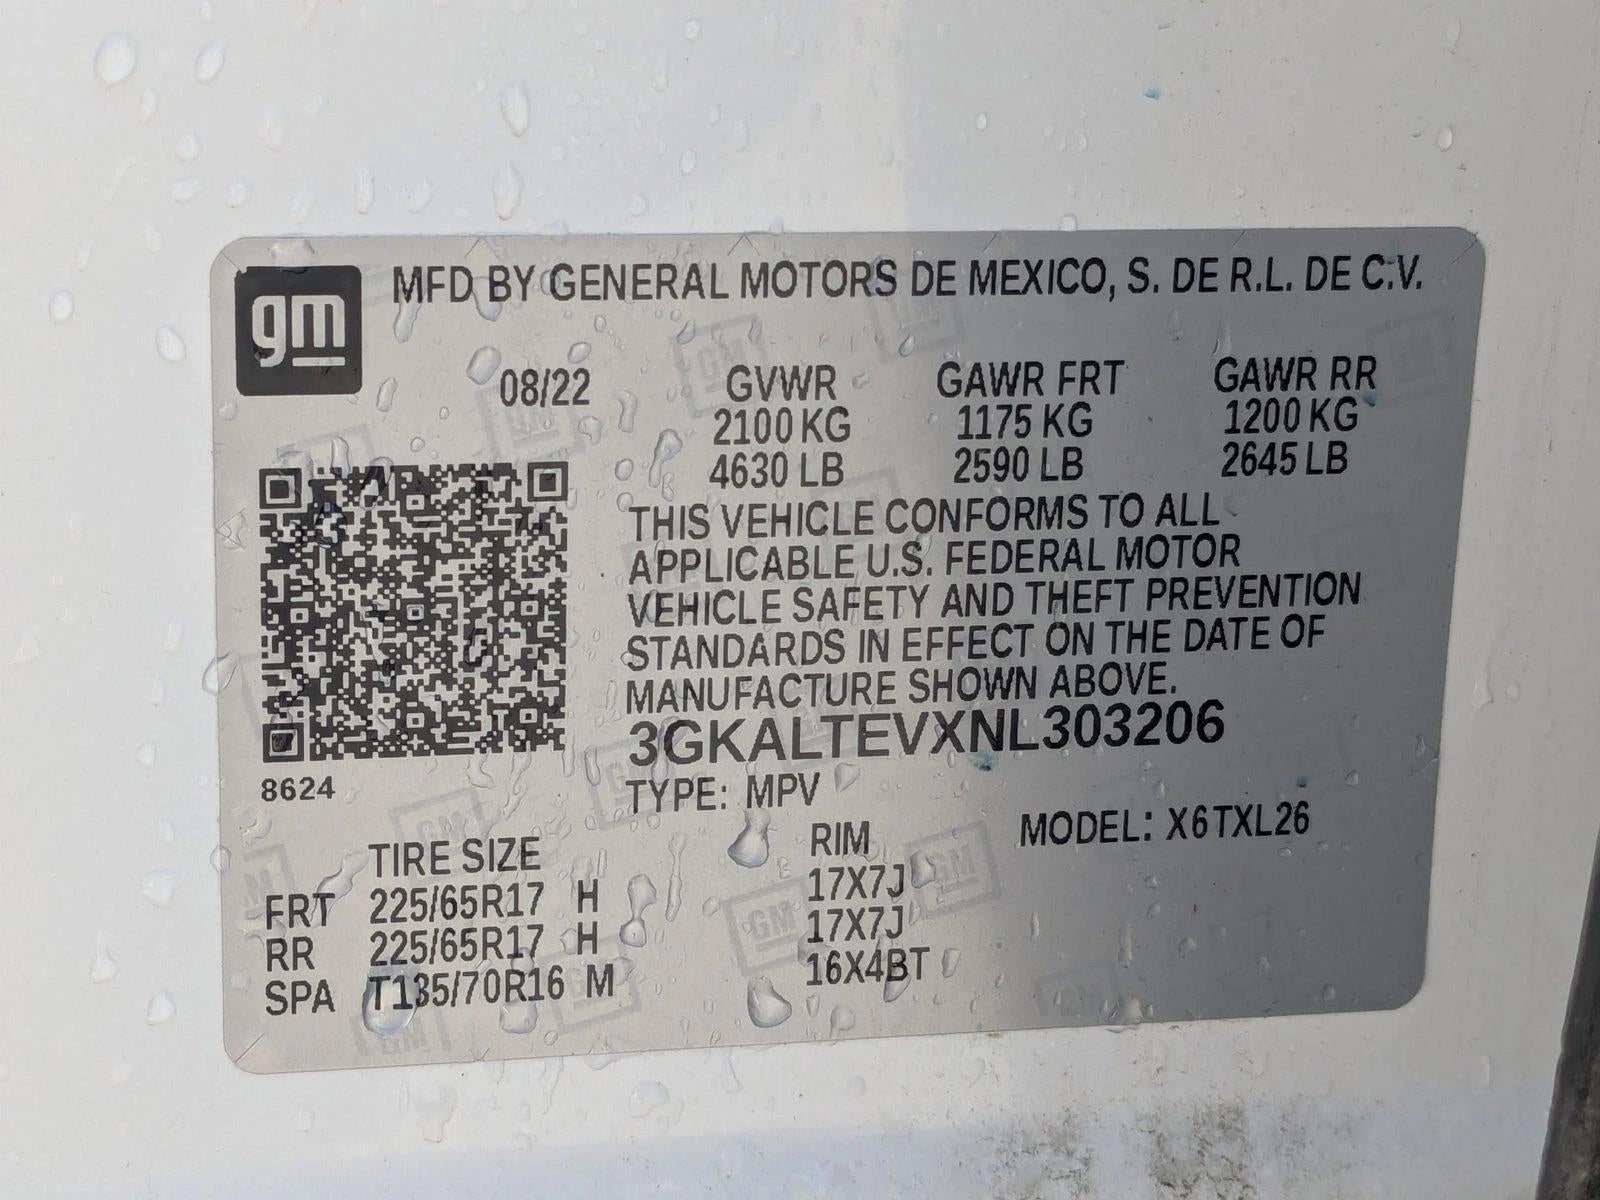 gm
MFD BY GENERAL MOTORS DE MEXICO, S. DE R.L. DE C.V.
08/22 GVWR GAWR FRT GAWR RR
2100 KG 1175 KG 1200 KG
4630 LB 2590 LB 2645 LB
THIS VEHICLE CONFORMS TO ALL
APPLICABLE U.S. FEDERAL MOTOR
VEHICLE SAFETY AND THEFT PREVENTION
STANDARDS IN EFFECT ON THE DATE OF
MANUFACTURE SHOWN ABOVE.
3GKALTEVXNL303206
8624
TYPE: MPV
MODEL: X6TXL26
TIRE SIZE RIM
FRT 225/65R17 H 17X7J
RR 225/65R17 H 17X7J
SPA T135/70R16 M 16X4BT